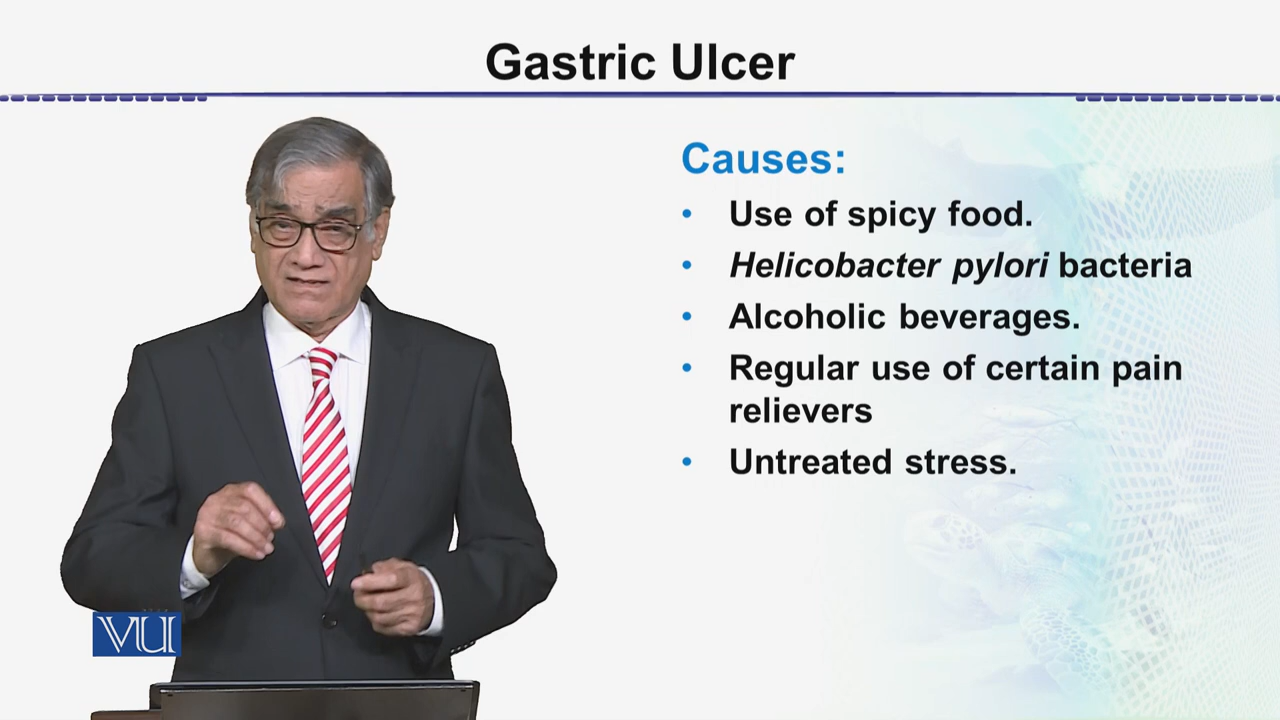 Gastric Ulcer
Causes:
• Use of spicy food.
• Helicobacter pylori bacteria
• Alcoholic beverages.
• Regular use of certain pain
relievers
• Untreated stress.
VU